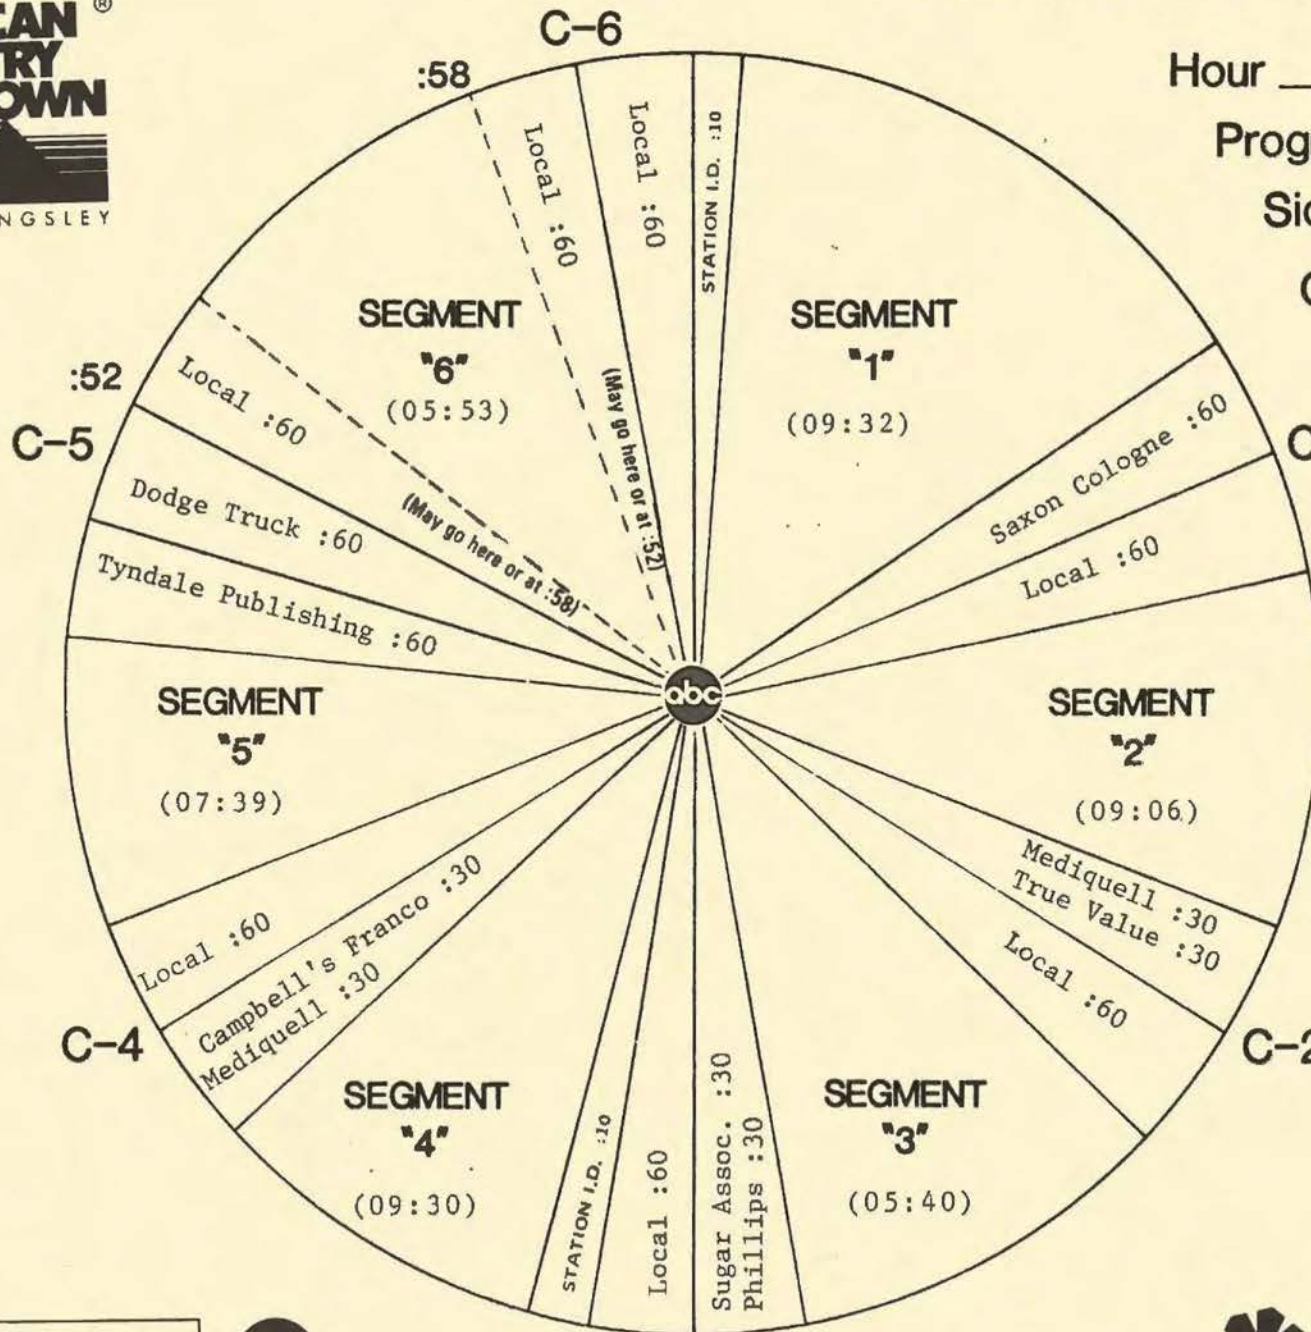 ®
C-6
:58
Hour
Local :60
Local :60
STATION I.D. :10
NGSLEY
SEGMENT
"6"
(05:53)
SEGMENT
"1"
(09:32)
:52
C-5
Local :60
(May go here or at :58)
(May go here or at :52)
Saxon Cologne :60
Local :60
Dodge Truck :60
Tyndale Publishing :60
abc
SEGMENT
"5"
(07:39)
SEGMENT
"2"
(09:06)
Mediquell :30
True Value :30
Local :60
C-2
Local :60
Campbell's Franco :30
Mediquell :30
C-4
SEGMENT
"4"
(09:30)
STATION I.D. :10
Local :60
Sugar Assoc. :30
Phillips :30
SEGMENT
"3"
(05:40)